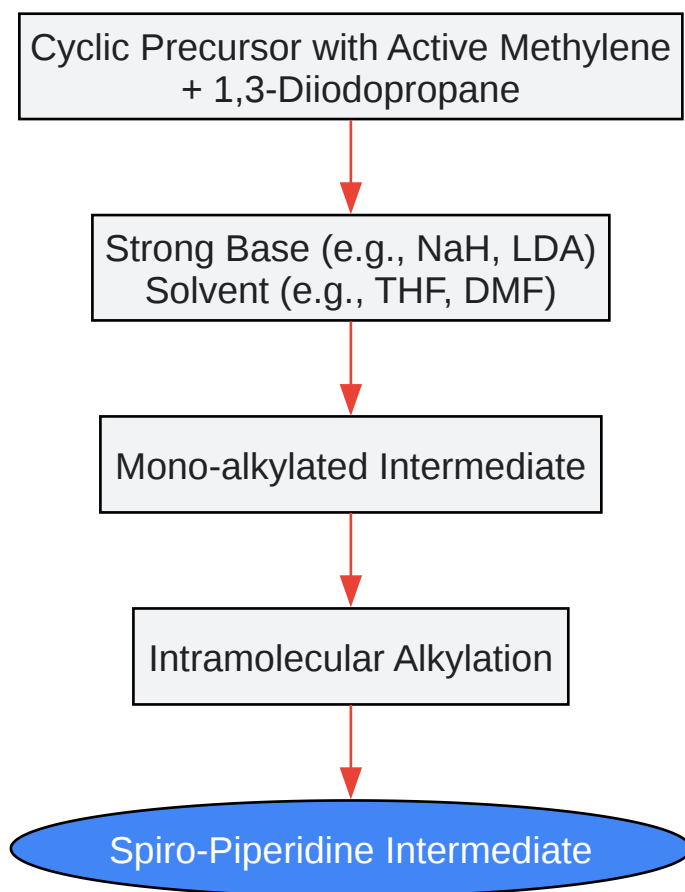 Cyclic Precursor with Active Methylene
+ 1,3-Diiodopropane
Strong Base (e.g., NaH, LDA)
Solvent (e.g., THF, DMF)
Mono-alkylated Intermediate
Intramolecular Alkylation
Spiro-Piperidine Intermediate